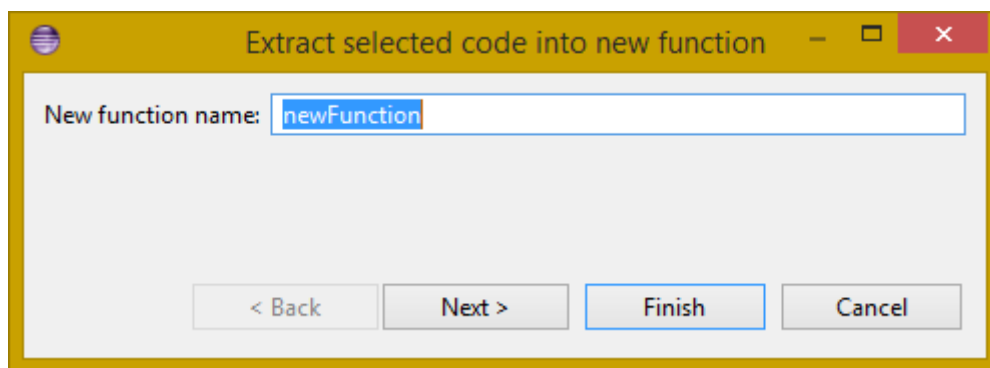 Extract selected code into new function
New function name: newFunction
< Back Next > Finish Cancel